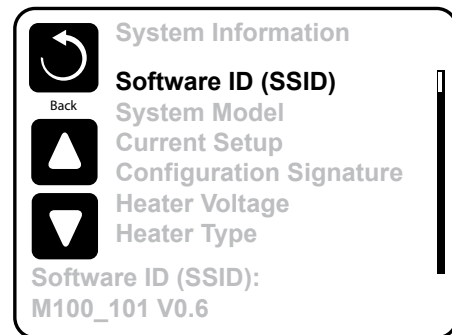 System Information
Software ID (SSID)
Back
System Model
Current Setup
Configuration Signature
Heater Voltage
Heater Type
Software ID (SSID):
M100_101 V0.6